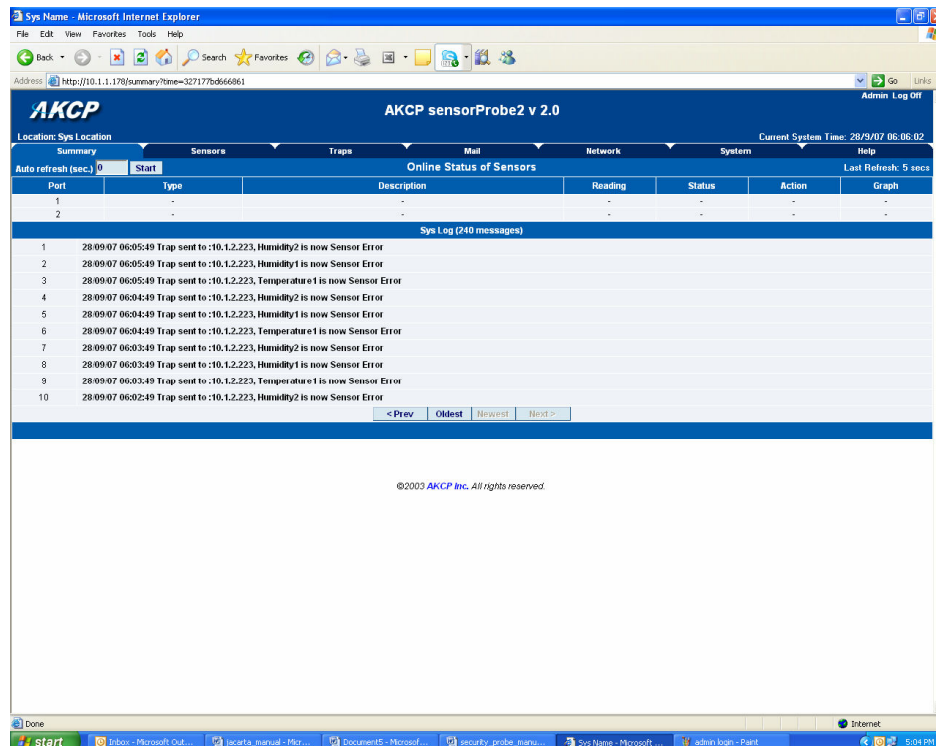 Sys Name - Microsoft Internet Explorer
File Edit View Favorites Tools Help
Back Search Favorites
Address http://10.1.1.178/summary?time=327177bd666861 Go Links
Admin Log Off
AKCP AKCP sensorProbe2 v 2.0
Location: Sys Location Current System Time: 28/9/07 06:06:02
Summary Sensors Traps Mail Network System Help
Auto refresh (sec.) 0 Start Online Status of Sensors Last Refresh: 5 secs
Port Type Description Reading Status Action Graph
1 - - - - - -
2 - - - - - -
Sys Log (240 messages)
1 28/09/07 06:05:49 Trap sent to :10.1.2.223, Humidity2 is now Sensor Error
2 28/09/07 06:05:49 Trap sent to :10.1.2.223, Humidity1 is now Sensor Error
3 28/09/07 06:05:49 Trap sent to :10.1.2.223, Temperature1 is now Sensor Error
4 28/09/07 06:04:49 Trap sent to :10.1.2.223, Humidity2 is now Sensor Error
5 28/09/07 06:04:49 Trap sent to :10.1.2.223, Humidity1 is now Sensor Error
6 28/09/07 06:04:49 Trap sent to :10.1.2.223, Temperature1 is now Sensor Error
7 28/09/07 06:03:49 Trap sent to :10.1.2.223, Humidity2 is now Sensor Error
8 28/09/07 06:03:49 Trap sent to :10.1.2.223, Humidity1 is now Sensor Error
9 28/09/07 06:03:49 Trap sent to :10.1.2.223, Temperature1 is now Sensor Error
10 28/09/07 06:02:49 Trap sent to :10.1.2.223, Humidity2 is now Sensor Error
< Prev Oldest Newest Next >
©2003 AKCP Inc. All rights reserved.
Done Internet
start Inbox - Microsoft Out... jacarta_manual - Micr... Document5 - Microsof... security_probe_manu... Sys Name - Microsoft ... admin login - Paint 5:04 PM